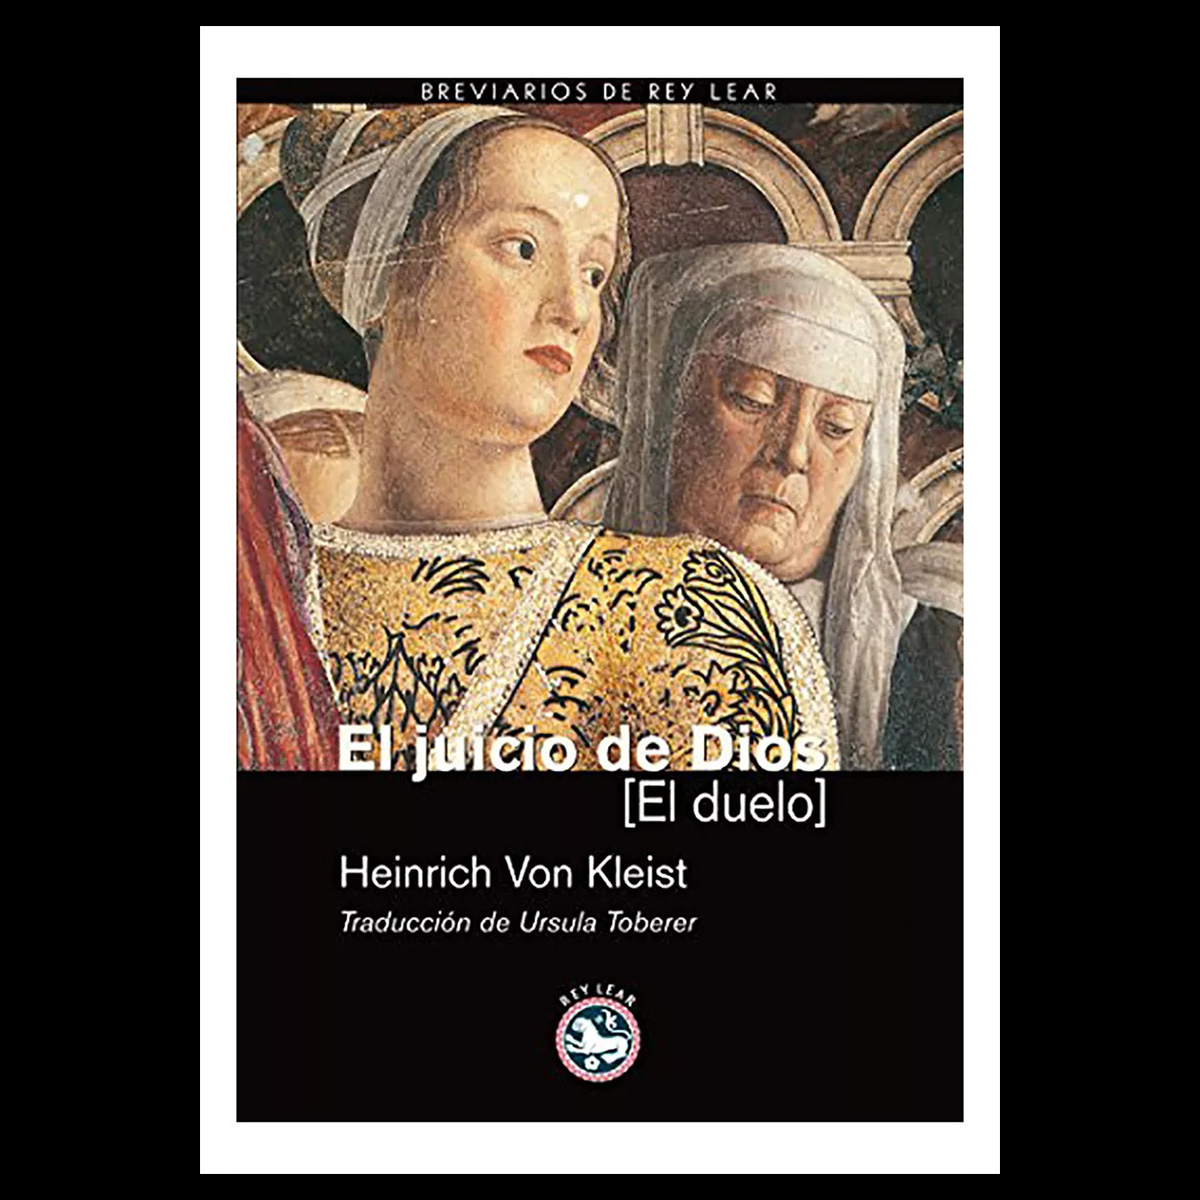 BREVIARIOS DE REY LEAR
El juicio de Dios
[El duelo]
Heinrich Von Kleist
Traducción de Ursula Toberer
REY LEAR